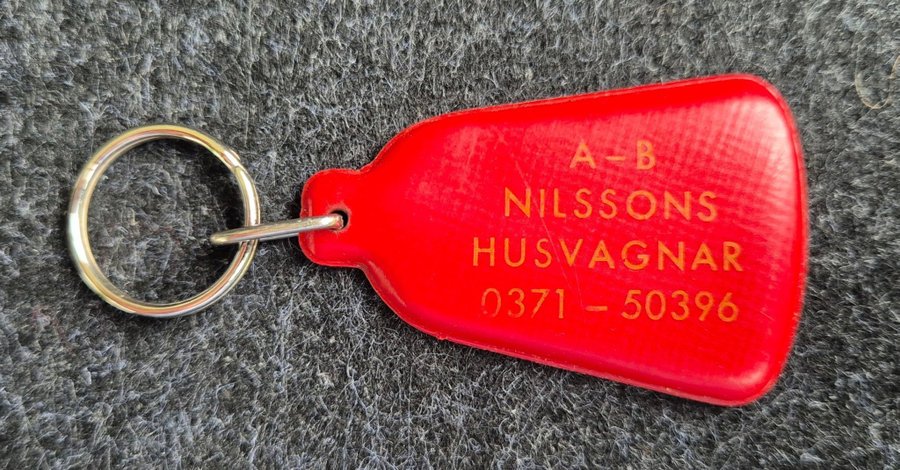 A-B
NILSSONS
HUSVAGNAR
0371 - 50396